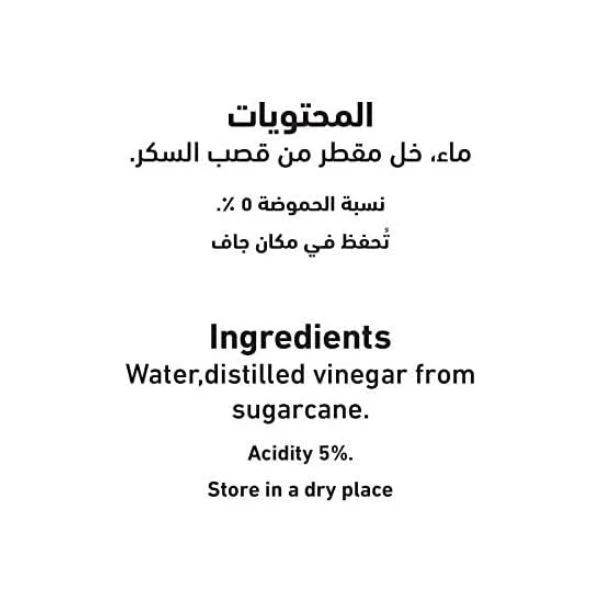 المحتويات
ماء، خل مقطر من قصب السكر.
نسبة الحموضة ٥ ٪.
تُحفظ في مكان جاف
Ingredients
Water,distilled vinegar from
sugarcane.
Acidity 5%.
Store in a dry place